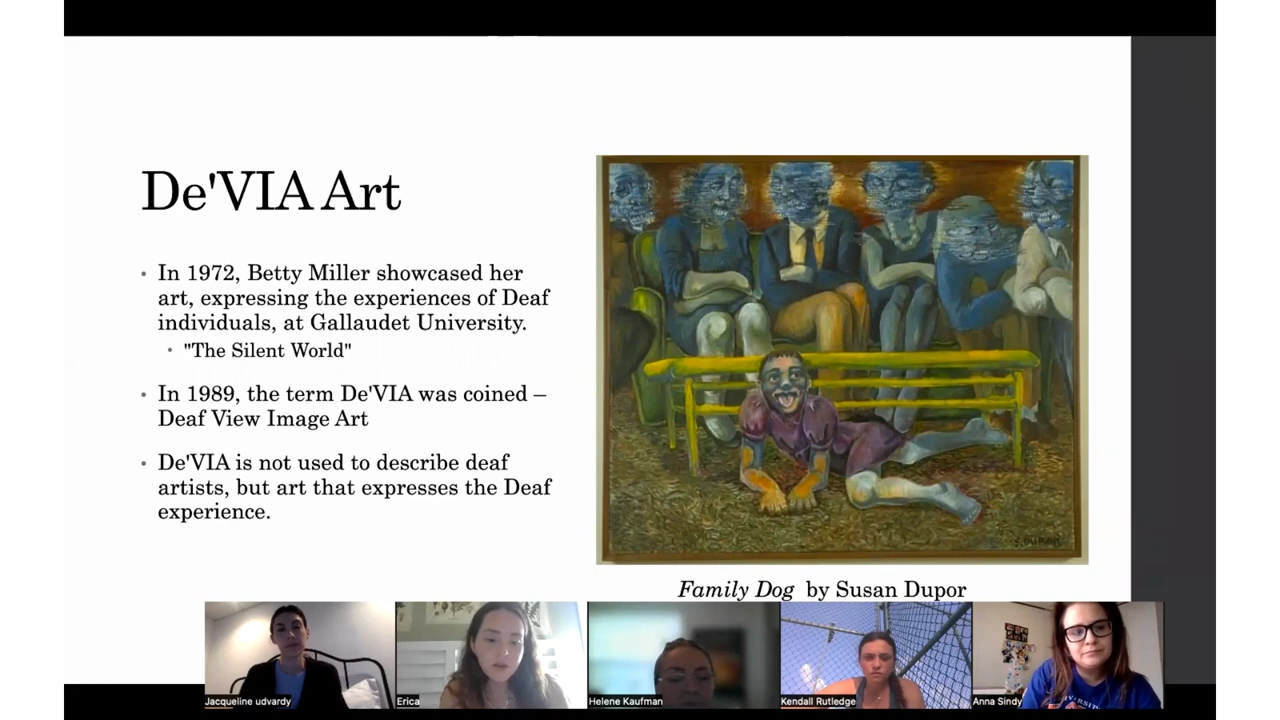 De'VIA Art
• In 1972, Betty Miller showcased her
art, expressing the experiences of Deaf
individuals, at Gallaudet University.
• "The Silent World"
• In 1989, the term De'VIA was coined –
Deaf View Image Art
• De'VIA is not used to describe deaf
artists, but art that expresses the Deaf
experience.
Family Dog by Susan Dupor
Jacqueline udvardy
Erica
Helene Kaufman
Kendall Rutledge
Anna Sindy